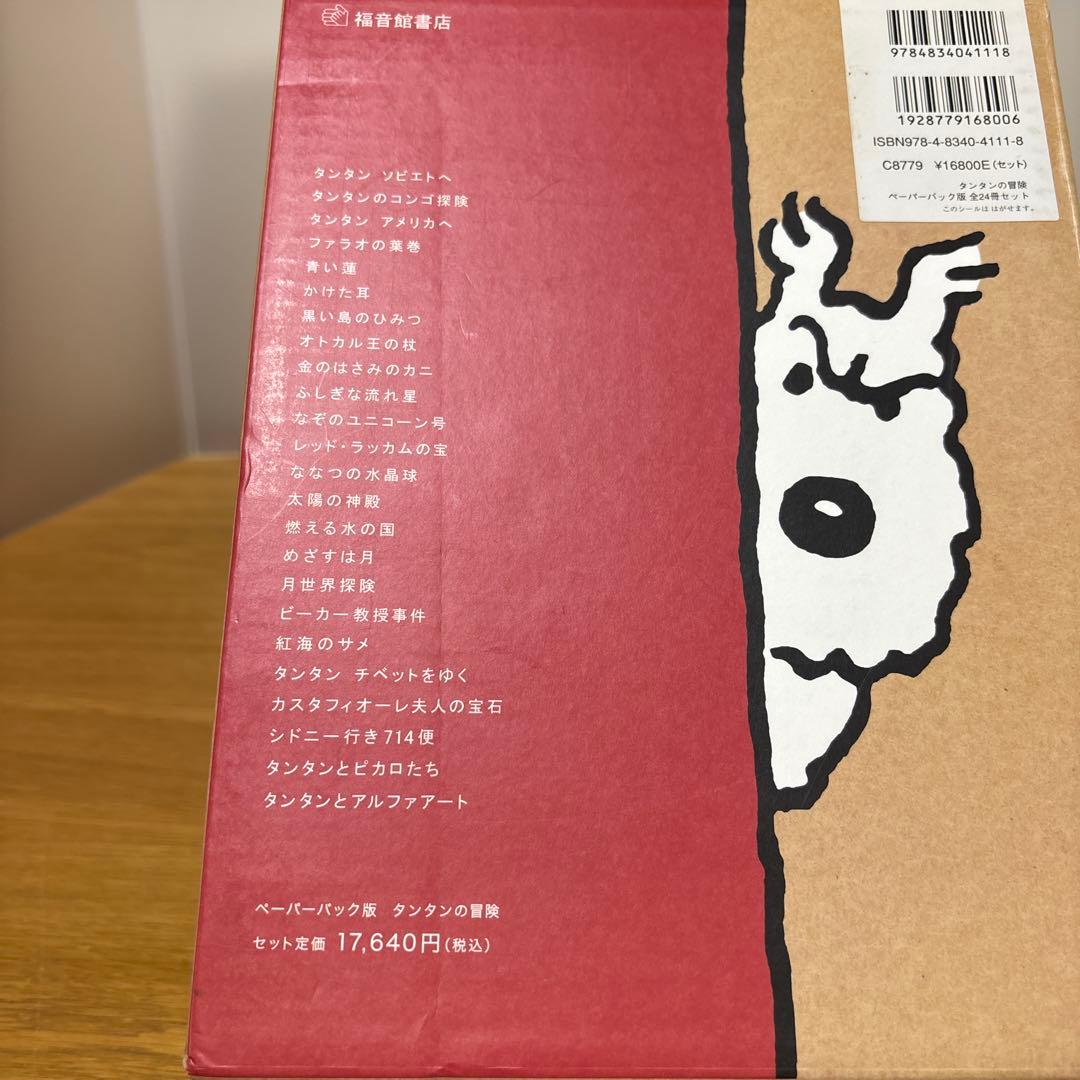 福音館書店
タンタン ソビエトへ
タンタンのコンゴ探険
タンタン アメリカへ
ファラオの葉巻
青い蓮
かけた耳
黒い島のひみつ
オトカル王の杖
金のはさみのカニ
ふしぎな流れ星
なぞのユニコーン号
レッド・ラッカムの宝
ななつの水晶球
太陽の神殿
燃える水の国
めざすは月
月世界探険
ビーカー教授事件
紅海のサメ
タンタン チベットをゆく
カスタフィオーレ夫人の宝石
シドニー行き714便
タンタンとピカロたち
タンタンとアルファアート
ペーパーバック版 タンタンの冒険
セット定価 17,640円(税込)
9784834041118
1928779168006
ISBN978-4-8340-4111-8
C8779 ¥16800E(セット)
タンタンの冒険
ペーパーバック版 全24冊セット
このシールは はがせます。